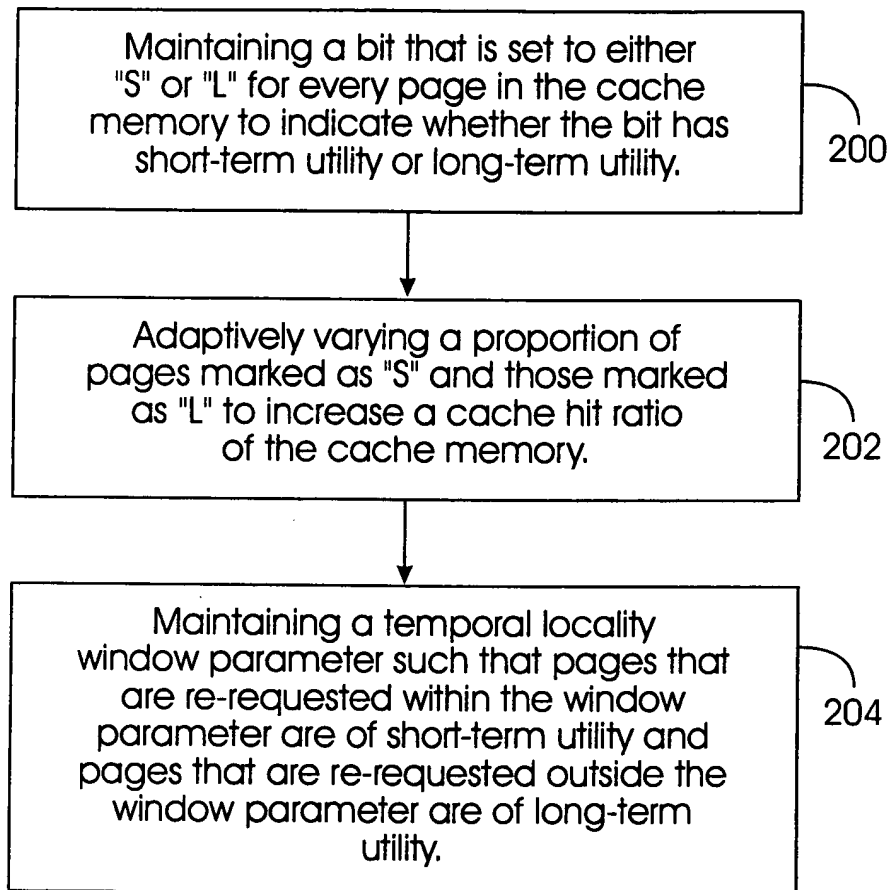 Maintaining a bit that is set to either
"S" or "L" for every page in the cache
memory to indicate whether the bit has
short-term utility or long-term utility.
200
Adaptively varying a proportion of
pages marked as "S" and those marked
as "L" to increase a cache hit ratio
of the cache memory.
202
Maintaining a temporal locality
window parameter such that pages that
are re-requested within the window
parameter are of short-term utility and
pages that are re-requested outside the
window parameter are of long-term
utility.
204